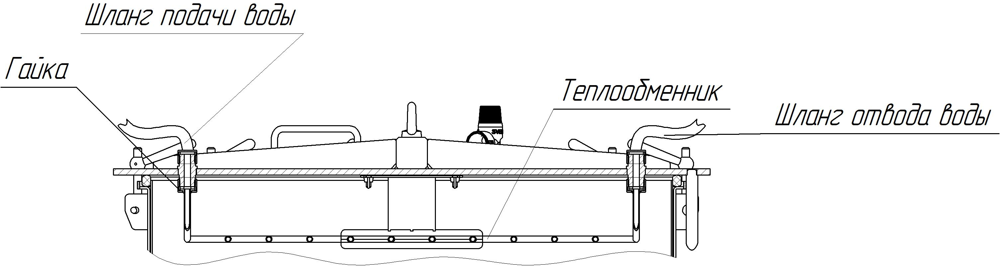 Шланг подачи воды
Гайка
Теплообменник
Шланг отвода воды